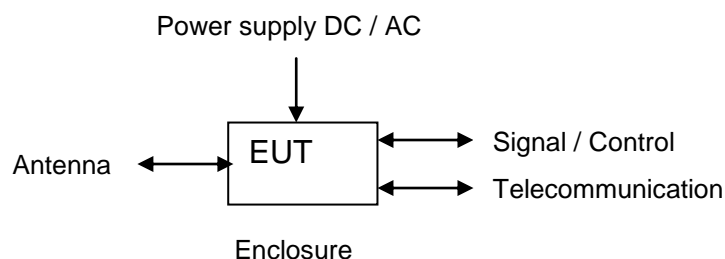 Power supply DC / AC
EUT
Signal / Control
Antenna
Telecommunication
Enclosure